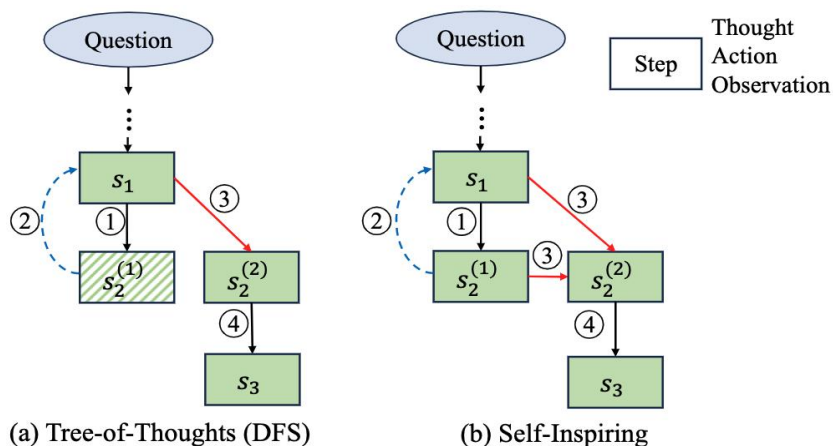 Question
s₁
①
②
③
s₂⁽¹⁾
s₂⁽²⁾
④
s₃
(a) Tree-of-Thoughts (DFS)
Question
s₁
①
②
③
s₂⁽¹⁾
③
s₂⁽²⁾
④
s₃
(b) Self-Inspiring
Step
Thought
Action
Observation